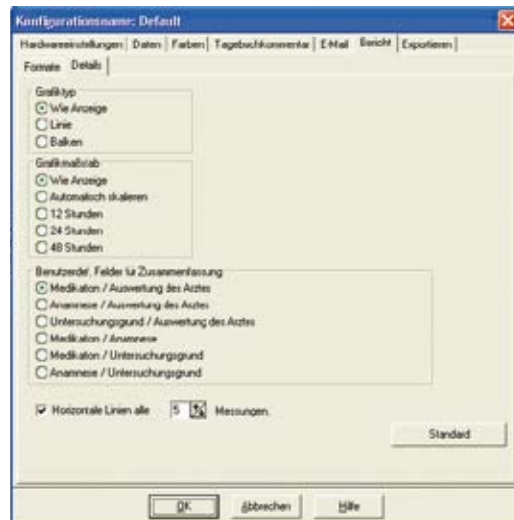 Konfigurationsname: Default
Hardwareeinstellungen Daten Farben Tagebuchkommentar E-Mail Bericht Exportieren
Formate Details
Grafiktyp
Wie Anzeige
Linie
Balken
Grafikmaßstab
Wie Anzeige
Automatisch skalieren
12 Stunden
24 Stunden
48 Stunden
Benutzerdef. Felder für Zusammenfassung
Medikation / Auswertung des Arztes
Anamnese / Auswertung des Arztes
Untersuchungsgrund / Auswertung des Arztes
Medikation / Anamnese
Medikation / Untersuchungsgrund
Anamnese / Untersuchungsgrund
Horizontale Linien alle 5 Messungen.
Standard
OK Abbrechen Hilfe